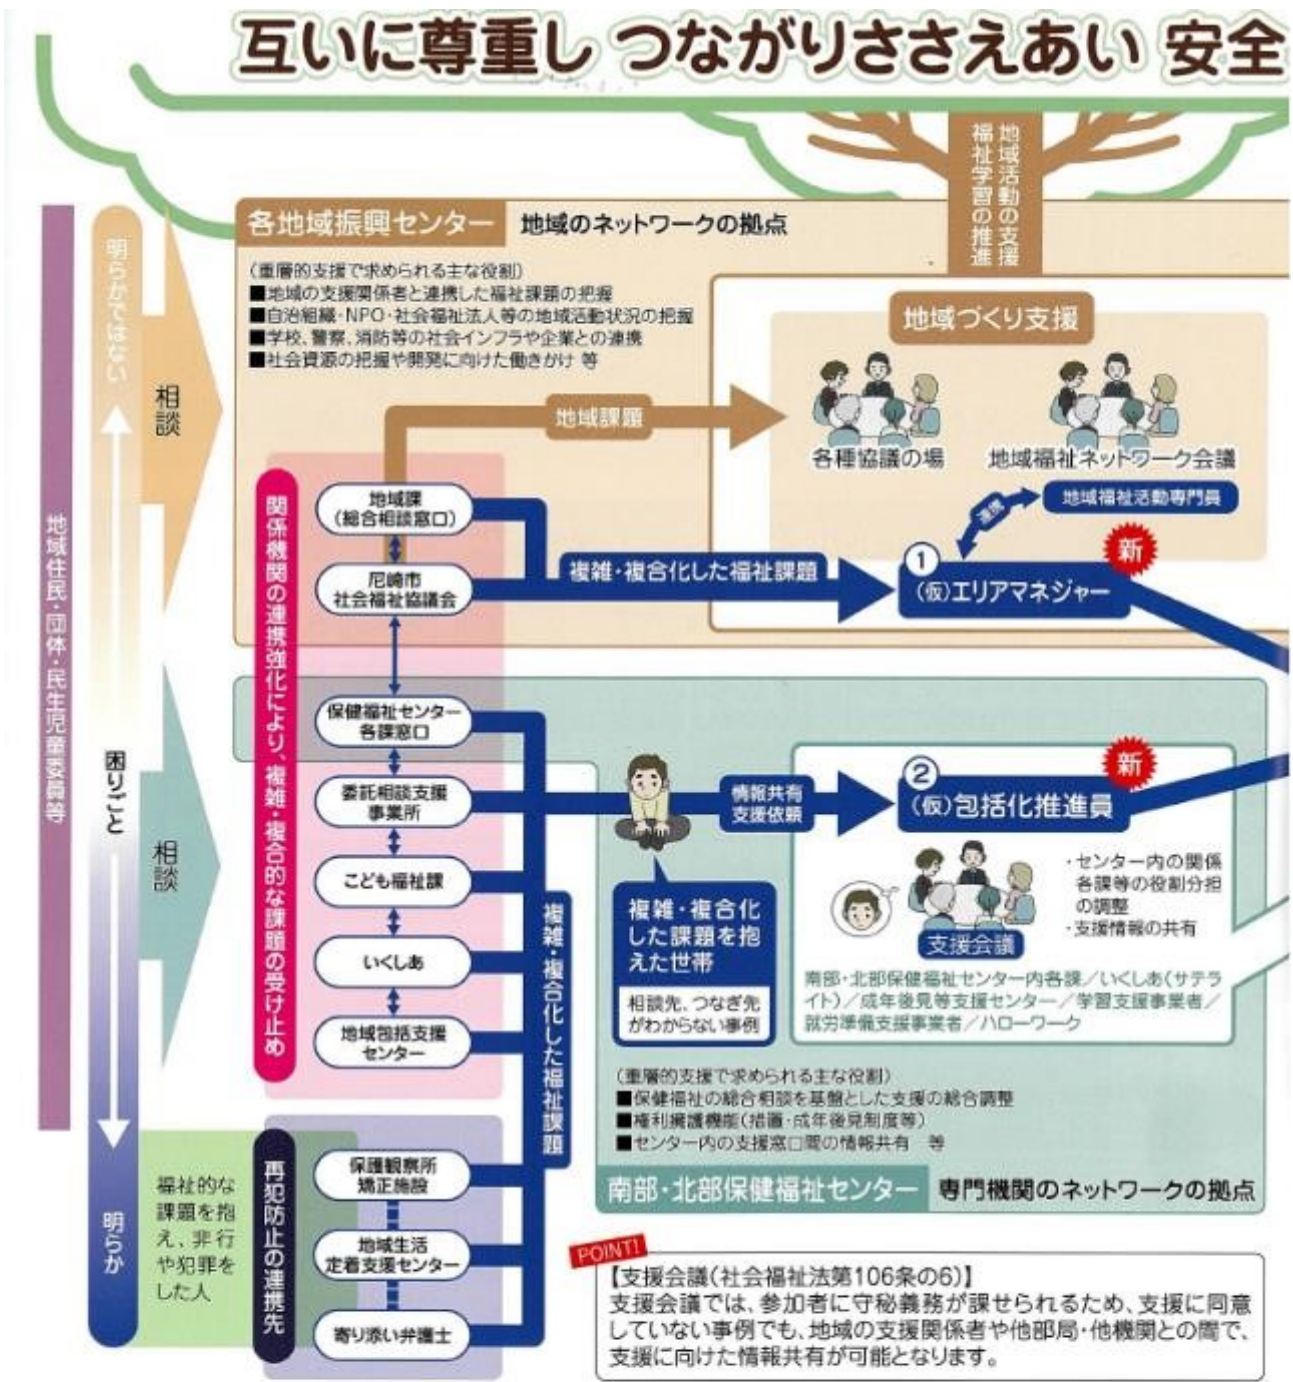 互いに尊重し つながりささえあい 安全
地域活動の支援
福祉学習の推進
各地域振興センター 地域のネットワークの拠点
(重層的支援で求められる主な役割)
■地域の支援関係者と連携した福祉課題の把握
■自治組織・NPO・社会福祉法人等の地域活動状況の把握
■学校、警察、消防等の社会インフラや企業との連携
■社会資源の把握や開発に向けた働きかけ 等
地域づくり支援
地域課題
各種協議の場
地域福祉ネットワーク会議
地域福祉活動専門員
連携
地域住民・団体・民生児童委員等
明らかではない
困りごと
明らか
相談
相談
関係機関の連携強化により、複雑・複合的な課題の受け止め
地域課
(総合相談窓口)
尼崎市
社会福祉協議会
複雑・複合化した福祉課題
①
(仮)エリアマネジャー
新
保健福祉センター
各課窓口
委託相談支援
事業所
こども福祉課
いくしあ
地域包括支援
センター
複雑・複合化した福祉課題
情報共有
支援依頼
②
(仮)包括化推進員
新
複雑・複合化
した課題を抱
えた世帯
相談先、つなぎ先
がわからない事例
支援会議
・センター内の関係
各課等の役割分担
の調整
・支援情報の共有
南部・北部保健福祉センター内各課/いくしあ(サテラ
イト)/成年後見等支援センター/学習支援事業者/
就労準備支援事業者/ハローワーク
(重層的支援で求められる主な役割)
■保健福祉の総合相談を基盤とした支援の総合調整
■権利擁護機能(措置・成年後見制度等)
■センター内の支援窓口間の情報共有 等
南部・北部保健福祉センター 専門機関のネットワークの拠点
福祉的な
課題を抱
え、非行
や犯罪を
した人
再犯防止の連携先
保護観察所
矯正施設
地域生活
定着支援センター
寄り添い弁護士
POINT!
【支援会議(社会福祉法第106条の6)】
支援会議では、参加者に守秘義務が課せられるため、支援に同意
していない事例でも、地域の支援関係者や他部局・他機関との間で、
支援に向けた情報共有が可能となります。